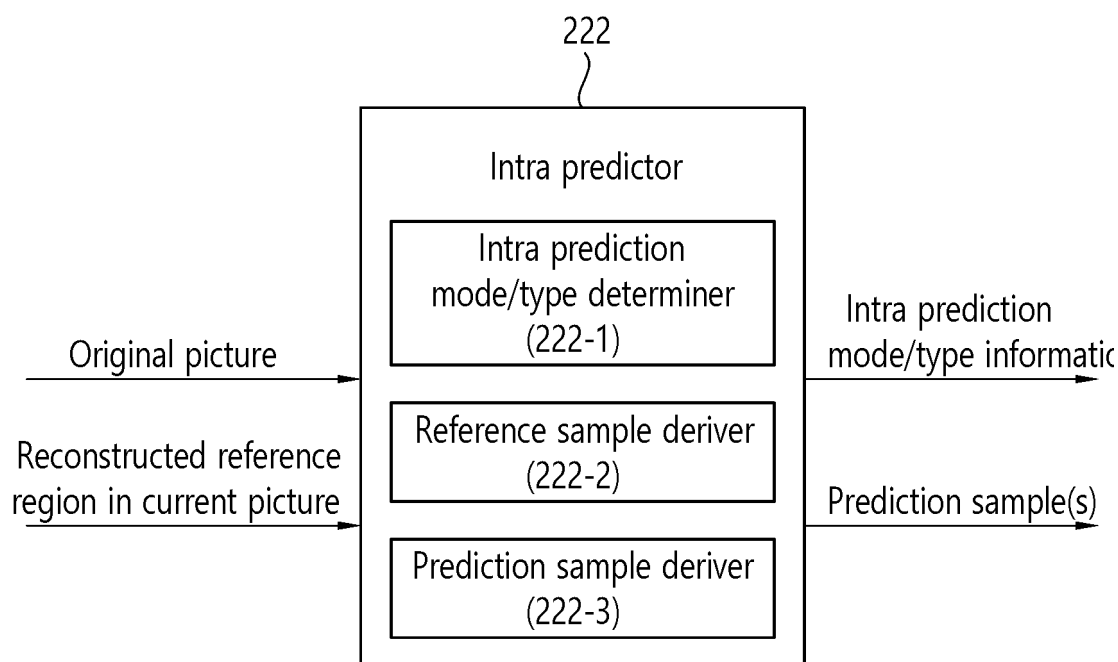 222
Intra predictor
Intra prediction
mode/type determiner
(222-1)
Original picture
Intra prediction
mode/type informatic
Reference sample deriver
(222-2)
Reconstructed reference
region in current picture
Prediction sample(s)
Prediction sample deriver
(222-3)